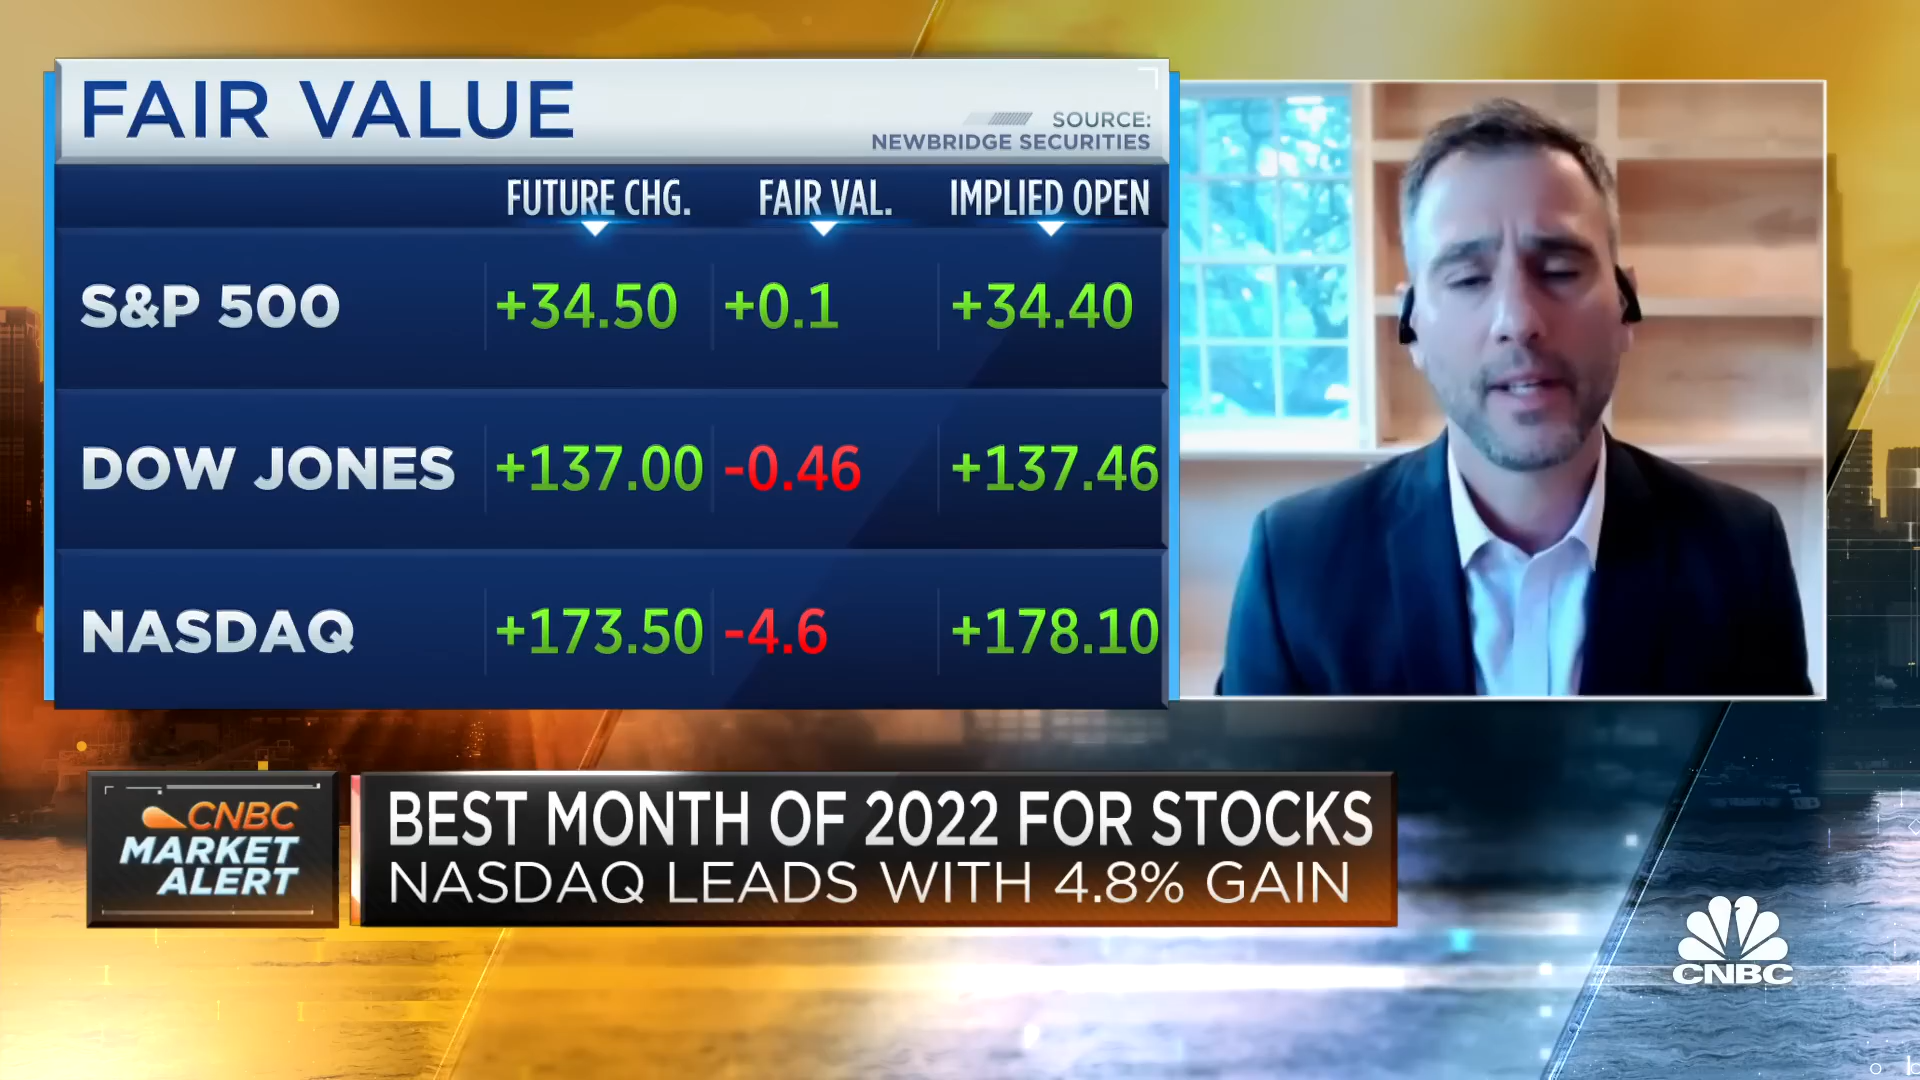 FAIR VALUE
SOURCE:
NEWBRIDGE SECURITIES
FUTURE CHG. FAIR VAL. IMPLIED OPEN
S&P 500 +34.50 +0.1 +34.40
DOW JONES +137.00 -0.46 +137.46
NASDAQ +173.50 -4.6 +178.10
CNBC
MARKET
ALERT
BEST MONTH OF 2022 FOR STOCKS
NASDAQ LEADS WITH 4.8% GAIN
CNBC